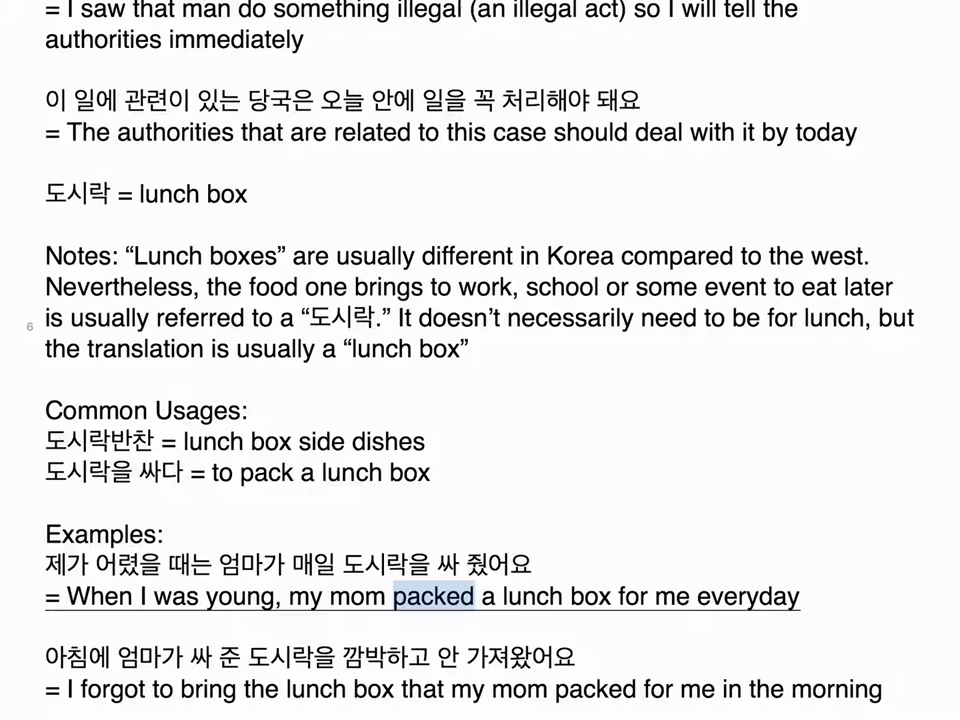 = I saw that man do something illegal (an illegal act) so I will tell the
authorities immediately
이 일에 관련이 있는 당국은 오늘 안에 일을 꼭 처리해야 돼요
= The authorities that are related to this case should deal with it by today
도시락 = lunch box
Notes: “Lunch boxes” are usually different in Korea compared to the west.
Nevertheless, the food one brings to work, school or some event to eat later
6 is usually referred to a “도시락.” It doesn’t necessarily need to be for lunch, but
the translation is usually a “lunch box”
Common Usages:
도시락반찬 = lunch box side dishes
도시락을 싸다 = to pack a lunch box
Examples:
제가 어렸을 때는 엄마가 매일 도시락을 싸 줬어요
= When I was young, my mom packed a lunch box for me everyday
아침에 엄마가 싸 준 도시락을 깜박하고 안 가져왔어요
= I forgot to bring the lunch box that my mom packed for me in the morning